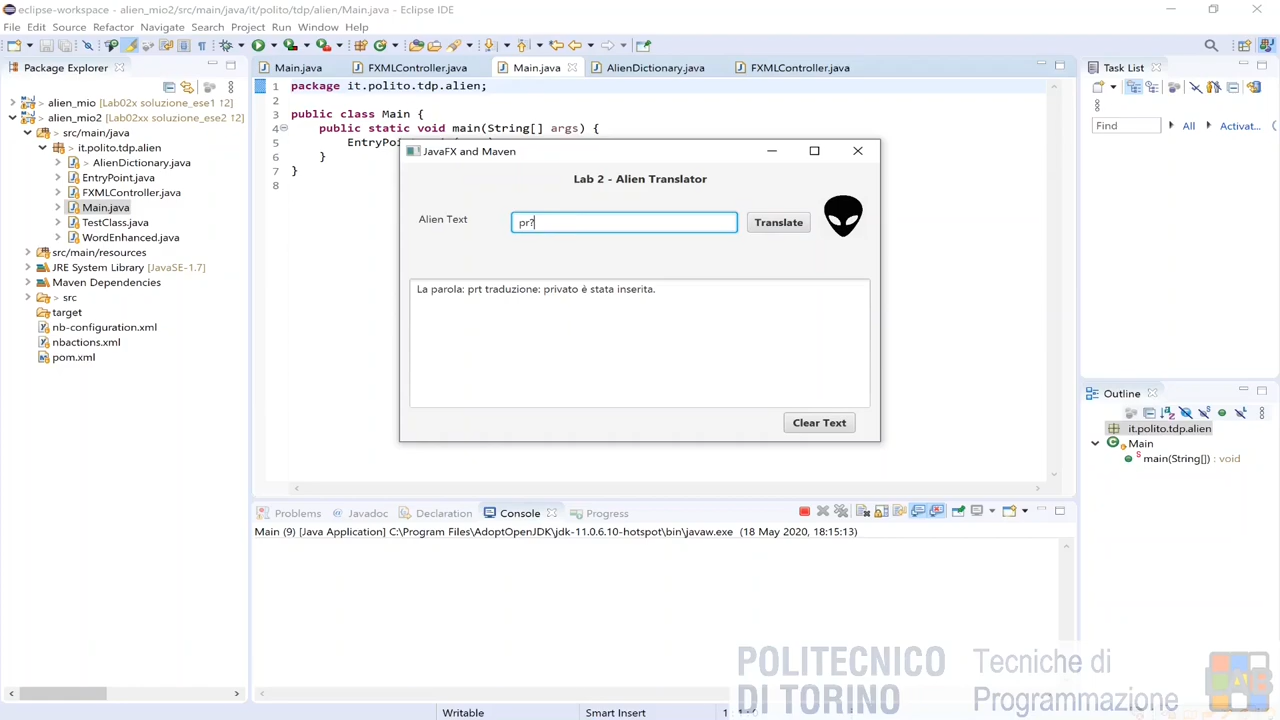 eclipse-workspace - alien_mio2/src/main/java/it/polito/tdp/alien/Main.java - Eclipse IDE
File Edit Source Refactor Navigate Search Project Run Window Help
Package Explorer
alien_mio [Lab02x soluzione_ese1 12]
alien_mio2 [Lab02xx soluzione_ese2 12]
src/main/java
it.polito.tdp.alien
> AlienDictionary.java
EntryPoint.java
FXMLController.java
Main.java
TestClass.java
WordEnhanced.java
src/main/resources
JRE System Library [JavaSE-1.7]
Maven Dependencies
> src
target
nb-configuration.xml
nbactions.xml
pom.xml
Main.java FXMLController.java Main.java AlienDictionary.java FXMLController.java
1 package it.polito.tdp.alien;
2
3 public class Main {
4 public static void main(String[] args) {
5 EntryPo
6 }
7 }
8
JavaFX and Maven
Lab 2 - Alien Translator
Alien Text pr? Translate
La parola: prt traduzione: privato è stata inserita.
Clear Text
Task List
Find All Activat...
Outline
it.polito.tdp.alien
Main
main(String[]) : void
Problems Javadoc Declaration Console Progress
Main (9) [Java Application] C:\Program Files\AdoptOpenJDK\jdk-11.0.6.10-hotspot\bin\javaw.exe (18 May 2020, 18:15:13)
POLITECNICO
DI TORINO
Tecniche di
Programmazione
Writable Smart Insert 1